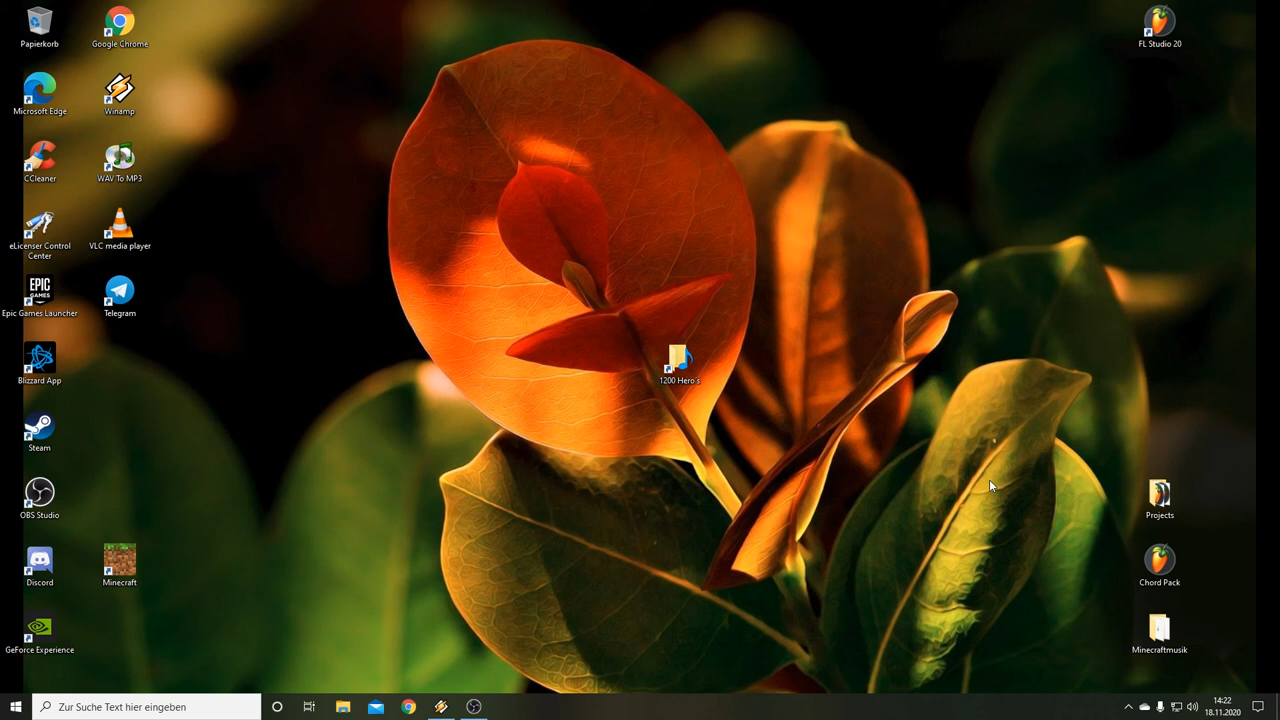 Papierkorb
Google Chrome
FL Studio 20
Microsoft Edge
Winamp
CCleaner
WAV To MP3
eLicenser Control
Center
VLC media player
EPIC
GAMES
Epic Games Launcher
Telegram
Blizzard App
1200 Hero's
Steam
OBS Studio
Projects
Discord
Minecraft
Chord Pack
GeForce Experience
Minecraftmusik
Zur Suche Text hier eingeben
14:22
18.11.2020